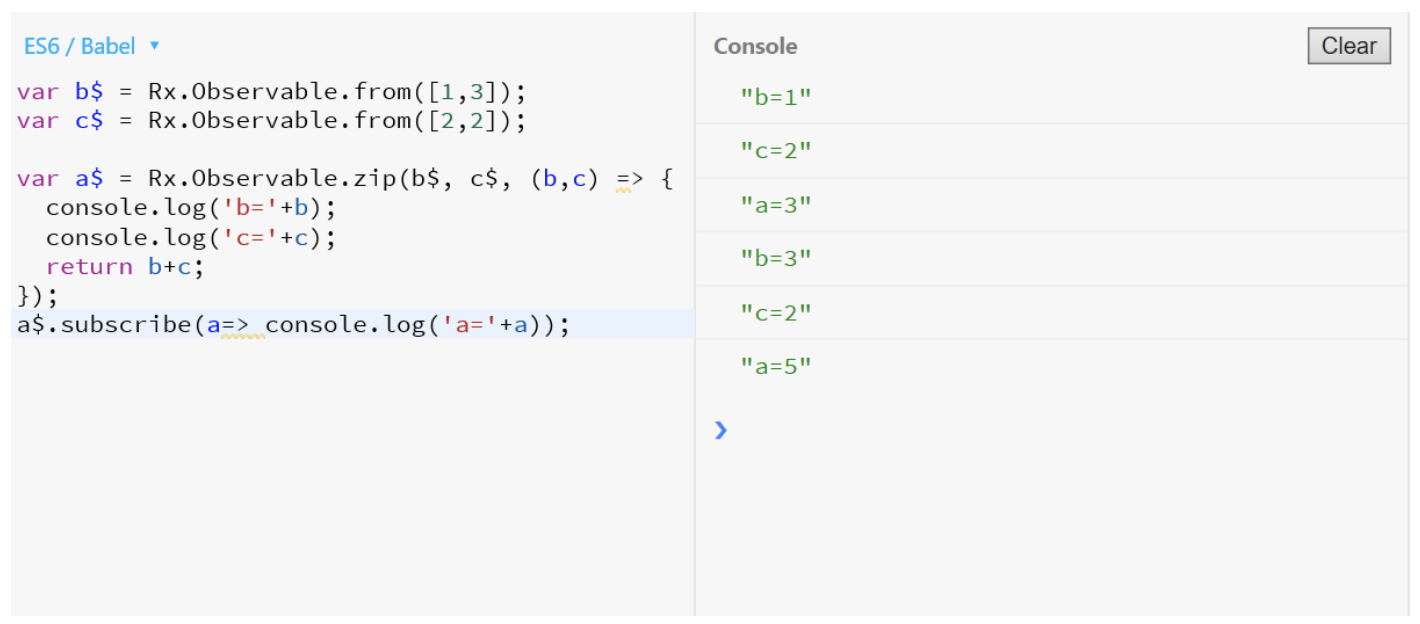 ES6 / Babel ▼
var b$ = Rx.Observable.from([1,3]);
var c$ = Rx.Observable.from([2,2]);
var a$ = Rx.Observable.zip(b$, c$, (b,c) => {
  console.log('b='+b);
  console.log('c='+c);
  return b+c;
});
a$.subscribe(a=> console.log('a='+a));
Console
Clear
"b=1"
"c=2"
"a=3"
"b=3"
"c=2"
"a=5"
❯